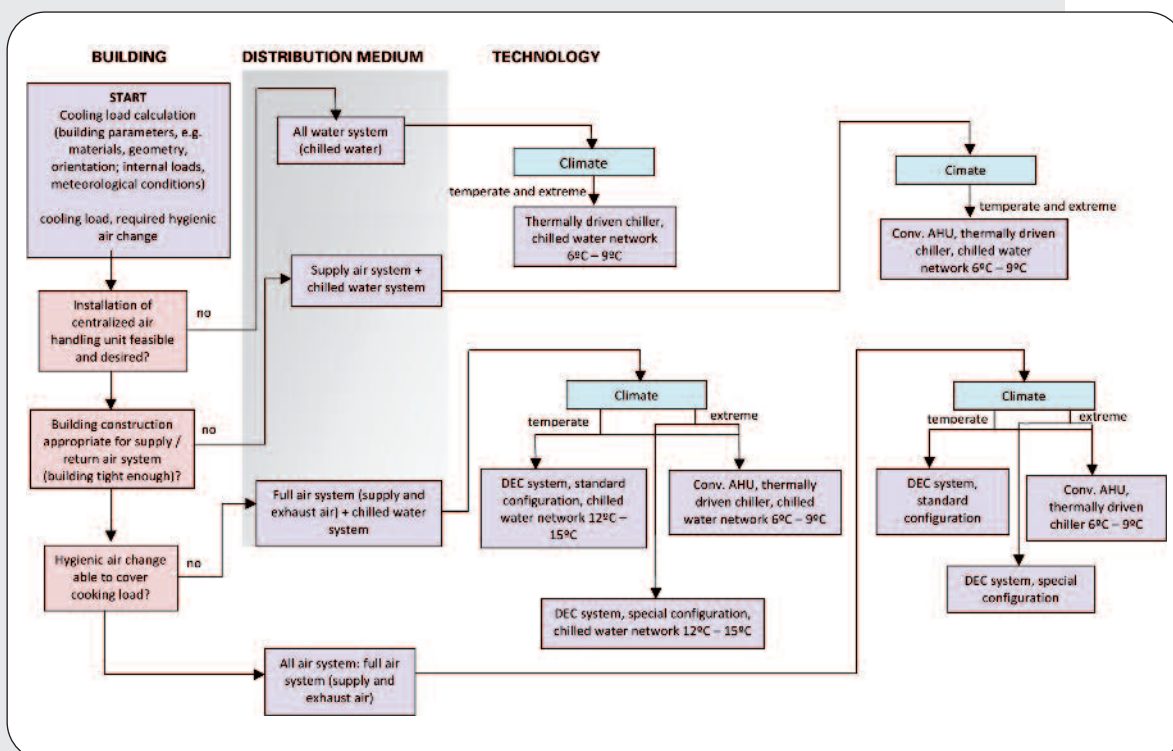 BUILDING
DISTRIBUTION MEDIUM
TECHNOLOGY
START
Cooling load calculation
(building parameters, e.g.
materials, geometry,
orientation; internal loads,
meteorological conditions)
cooling load, required hygienic
air change
All water system
(chilled water)
Climate
temperate and extreme
Thermally driven chiller,
chilled water network
6ºC – 9ºC
Cimate
temperate and extreme
Conv. AHU, thermally driven
chiller, chilled water
network 6ºC – 9ºC
Supply air system +
chilled water system
Installation of
centralized air
handling unit feasible
and desired?
no
Building construction
appropriate for supply /
return air system
(building tight enough)?
no
Full air system (supply and
exhaust air) + chilled water
system
Climate
temperate
extreme
DEC system, standard
configuration, chilled
water network 12ºC –
15ºC
Conv. AHU, thermally
driven chiller, chilled
water network 6ºC – 9ºC
DEC system, special configuration,
chilled water network 12ºC – 15ºC
Climate
temperate
extreme
DEC system,
standard
configuration
Conv. AHU,
thermally driven
chiller 6ºC – 9ºC
DEC system, special
configuration
Hygienic air change
able to cover
cooking load?
no
All air system: full air
system (supply and
exhaust air)